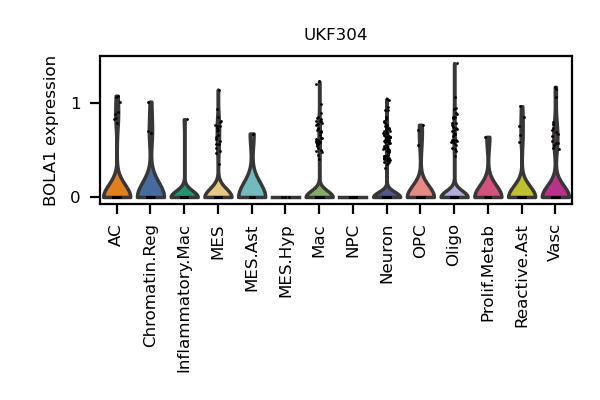 UKF304
BOLA1 expression
1
0
AC
Chromatin.Reg
Inflammatory.Mac
MES
MES.Ast
MES.Hyp
Mac
NPC
Neuron
OPC
Oligo
Prolif.Metab
Reactive.Ast
Vasc